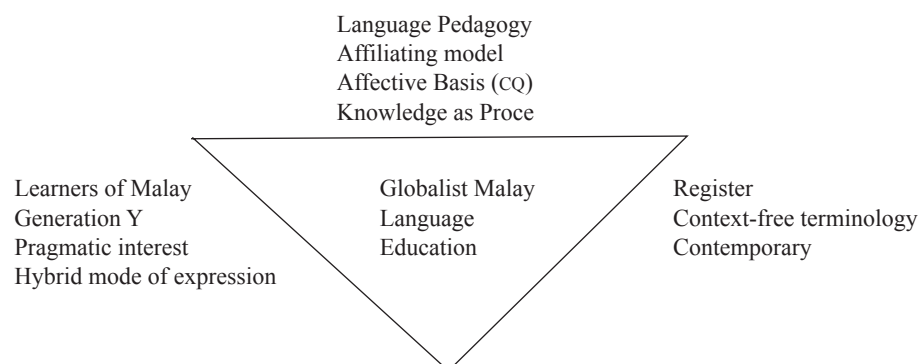 Language Pedagogy
Affiliating model
Affective Basis (CQ)
Knowledge as Proce
Learners of Malay
Generation Y
Pragmatic interest
Hybrid mode of expression
Globalist Malay
Language
Education
Register
Context-free terminology
Contemporary